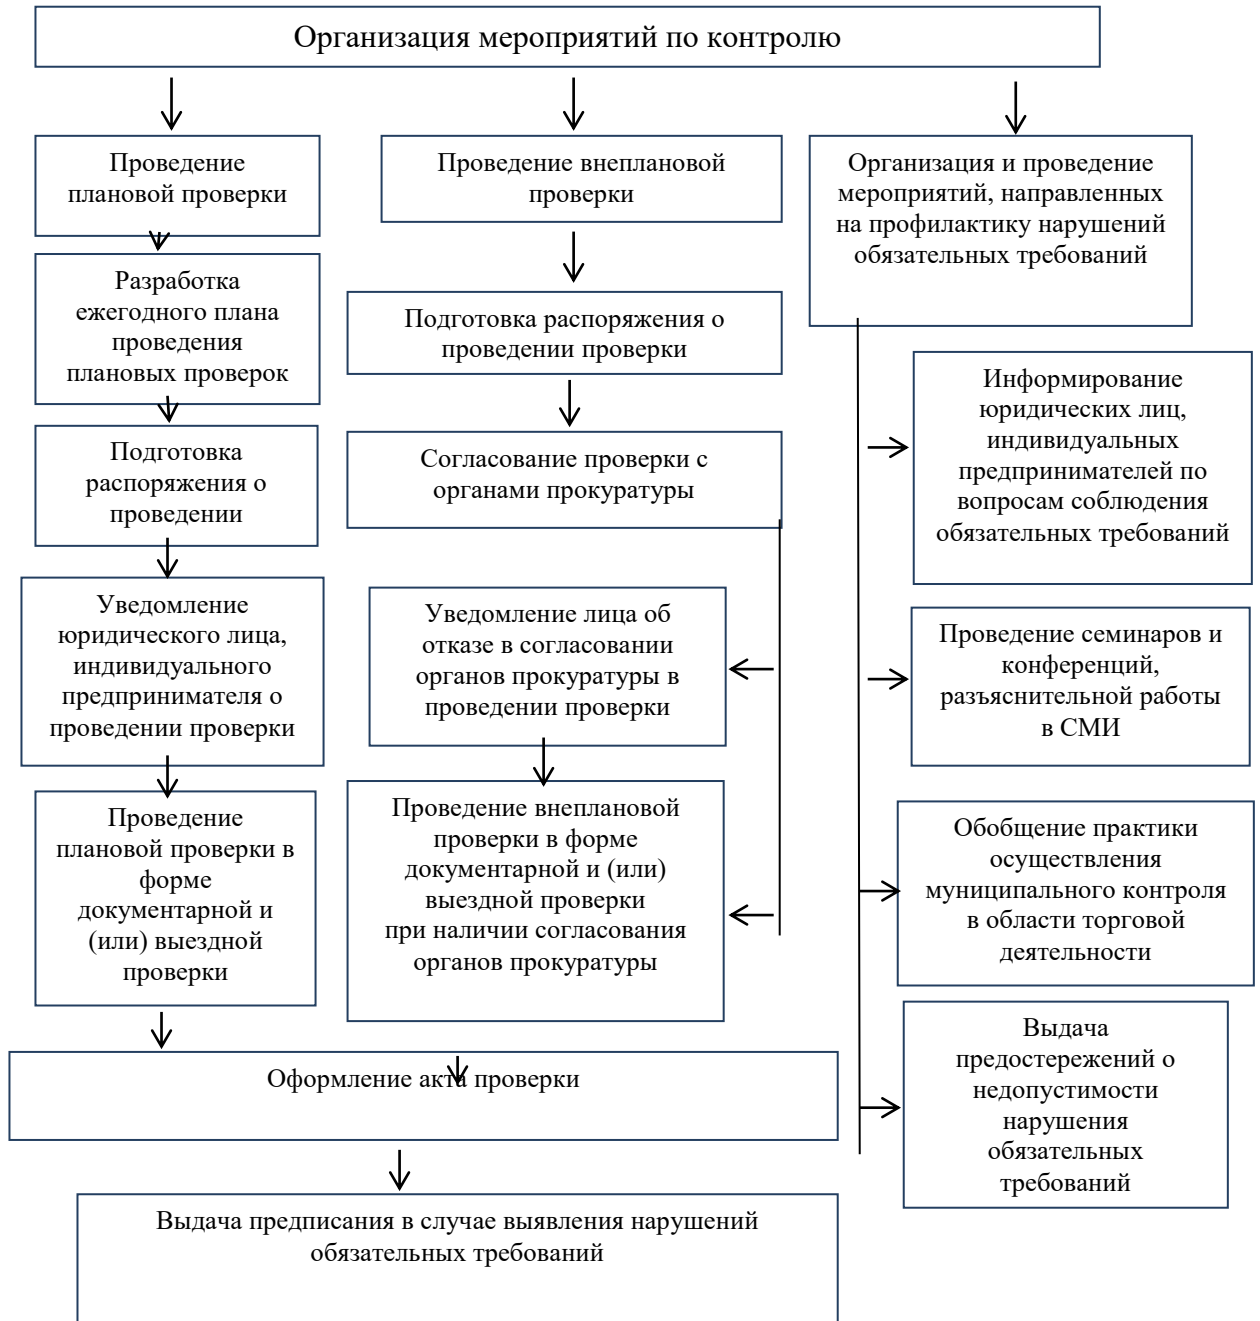 Организация мероприятий по контролю
Проведение
плановой проверки
Разработка
ежегодного плана
проведения
плановых проверок
Подготовка
распоряжения о
проведении
Уведомление
юридического лица,
индивидуального
предпринимателя о
проведении проверки
Проведение
плановой проверки в
форме
документарной и
(или) выездной
проверки
Проведение внеплановой
проверки
Подготовка распоряжения о
проведении проверки
Согласование проверки с
органами прокуратуры
Уведомление лица об
отказе в согласовании
органов прокуратуры в
проведении проверки
Проведение внеплановой
проверки в форме
документарной и (или)
выездной проверки
при наличии согласования
органов прокуратуры
Организация и проведение
мероприятий, направленных
на профилактику нарушений
обязательных требований
Информирование
юридических лиц,
индивидуальных
предпринимателей по
вопросам соблюдения
обязательных требований
Проведение семинаров и
конференций,
разъяснительной работы
в СМИ
Обобщение практики
осуществления
муниципального контроля
в области торговой
деятельности
Выдача
предостережений о
недопустимости
нарушения
обязательных
требований
Оформление акта проверки
Выдача предписания в случае выявления нарушений
обязательных требований